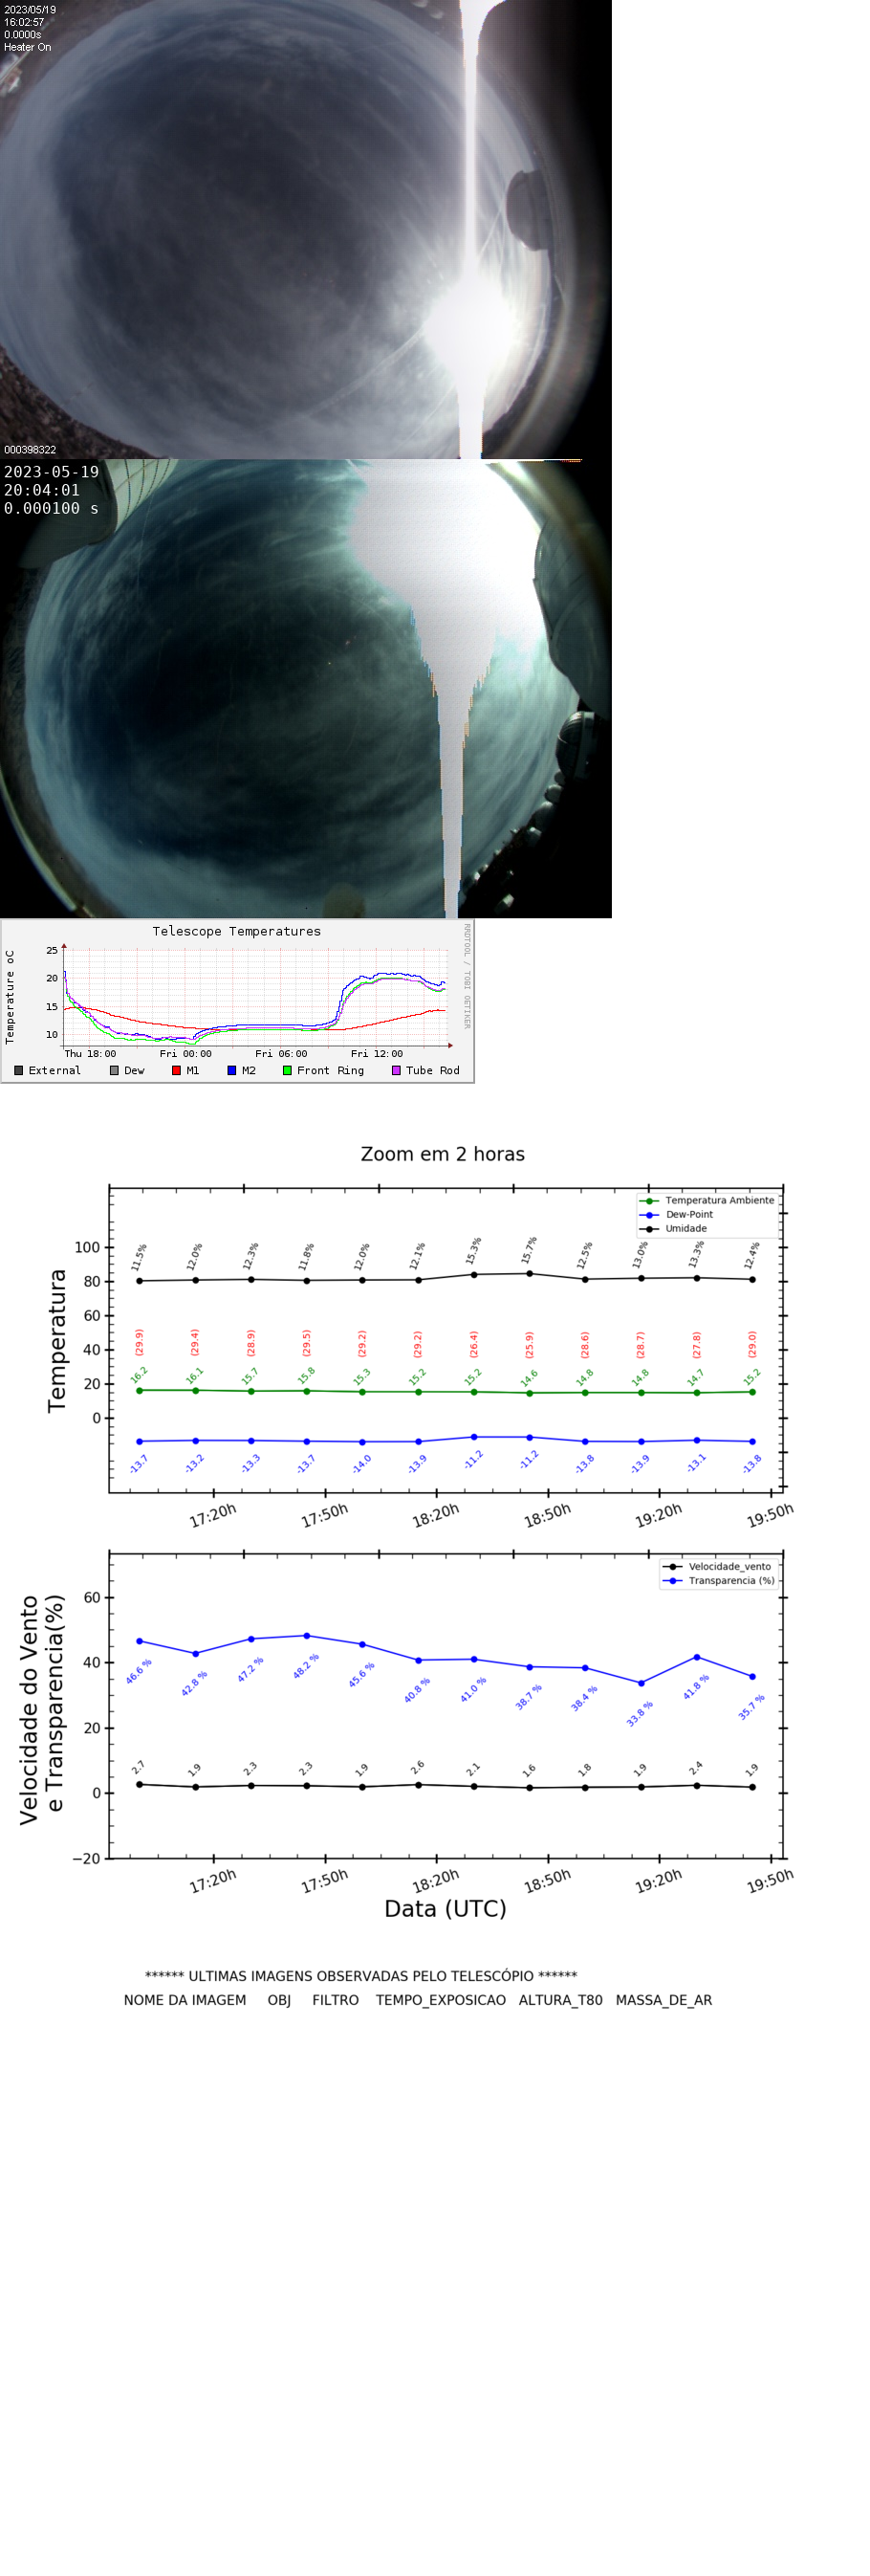 2023/05/19
16:02:57
0.0000s
Heater On
000398322
2023-05-19
20:04:01
0.000100 s
Telescope Temperatures
RRDTOOL / TOBI OETIKER
Temperature oC
25
20
15
10
Thu 18:00 Fri 00:00 Fri 06:00 Fri 12:00
External Dew M1 M2 Front Ring Tube Rod
Zoom em 2 horas
Temperatura
Temperatura Ambiente
Dew-Point
Umidade
100
80
60
40
20
0
11.5% 12.0% 12.3% 11.8% 12.0% 12.1% 15.3% 15.7% 12.5% 13.0% 13.3% 12.4%
(29.9) (29.4) (28.9) (29.5) (29.2) (29.2) (26.4) (25.9) (28.6) (28.7) (27.8) (29.0)
16.2 16.1 15.7 15.8 15.3 15.2 15.2 14.6 14.8 14.8 14.7 15.2
-13.7 -13.2 -13.3 -13.7 -14.0 -13.9 -11.2 -11.2 -13.8 -13.9 -13.1 -13.8
17:20h 17:50h 18:20h 18:50h 19:20h 19:50h
Velocidade do Vento
e Transparencia(%)
Velocidade_vento
Transparencia (%)
60
40
20
0
−20
46.6 % 42.8 % 47.2 % 48.2 % 45.6 % 40.8 % 41.0 % 38.7 % 38.4 % 33.8 % 41.8 % 35.7 %
2.7 1.9 2.3 2.3 1.9 2.6 2.1 1.6 1.8 1.9 2.4 1.9
17:20h 17:50h 18:20h 18:50h 19:20h 19:50h
Data (UTC)
****** ULTIMAS IMAGENS OBSERVADAS PELO TELESCÓPIO ******
NOME DA IMAGEM OBJ FILTRO TEMPO_EXPOSICAO ALTURA_T80 MASSA_DE_AR